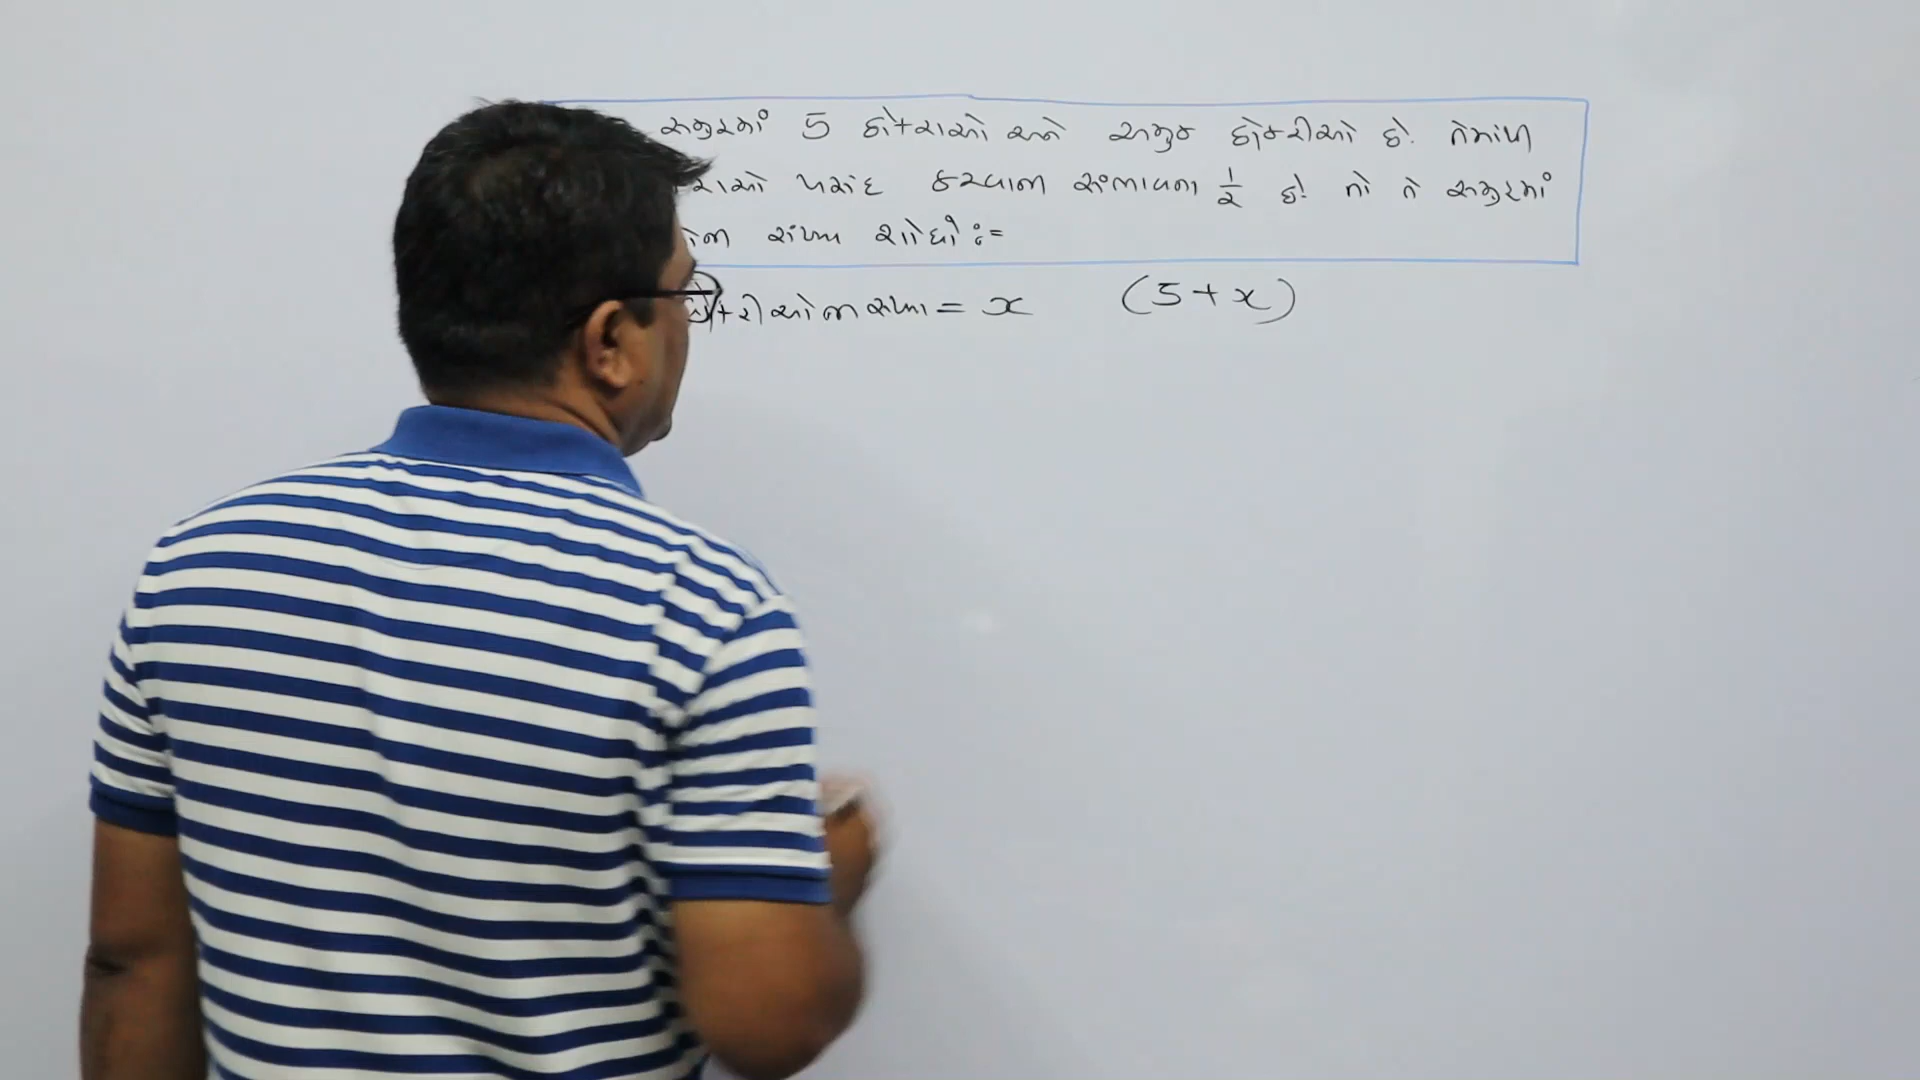 સમુહમાં 5 છોકરાઓ અને અમુક છોકરીઓ છે. તેમાંથી
રાઓ પસંદ કરવાની સંભાવના 1/2 છે. તો તે સમુહમાં
સંખ્યા શોધો :=
કરીઓની સંખ્યા = x (5 + x)